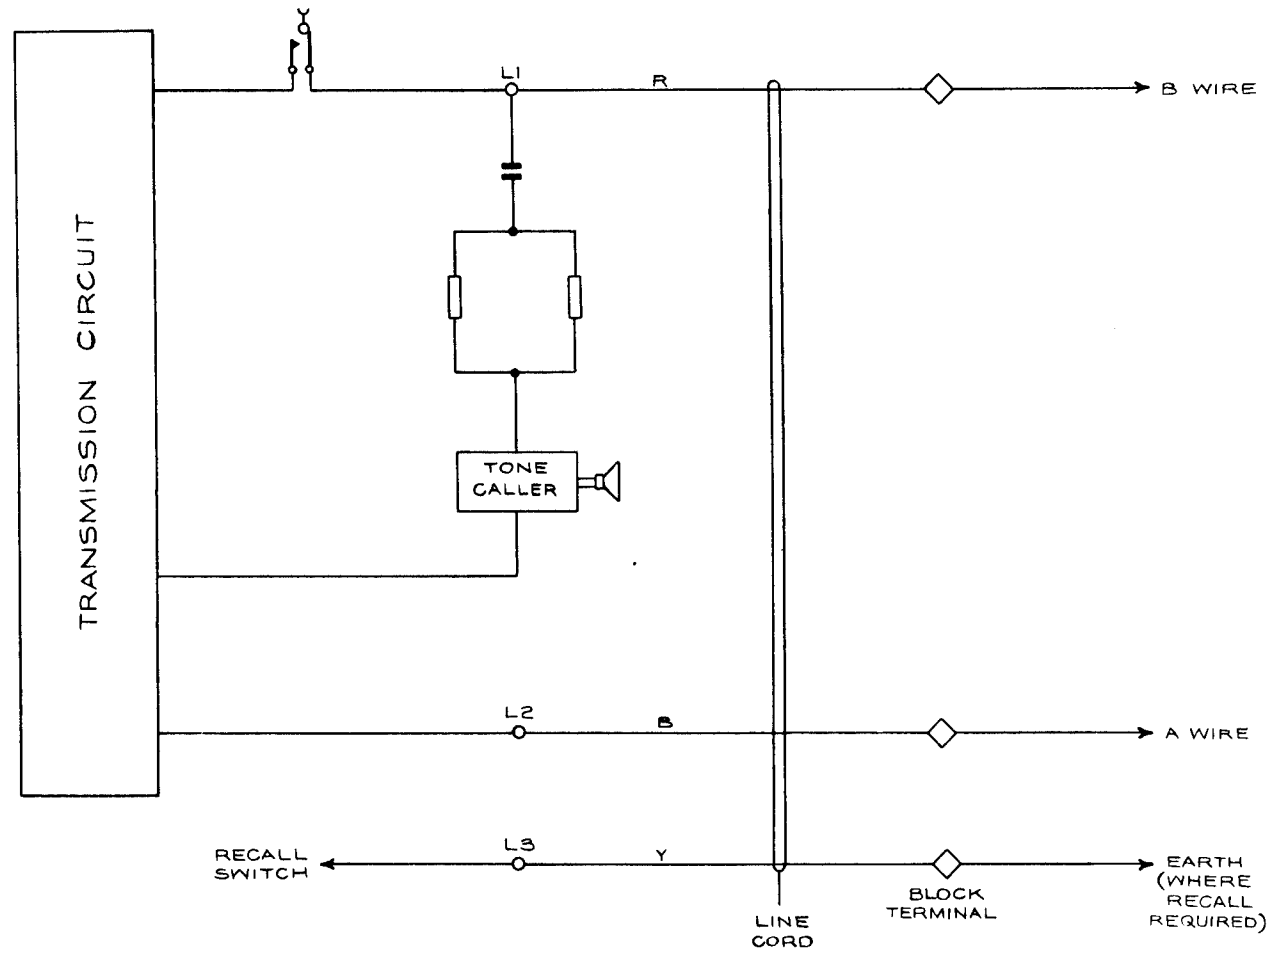 L1
R
B WIRE
TRANSMISSION CIRCUIT
TONE
CALLER
L2
B
A WIRE
RECALL
SWITCH
L3
Y
EARTH
(WHERE
RECALL
REQUIRED)
BLOCK
TERMINAL
LINE
CORD